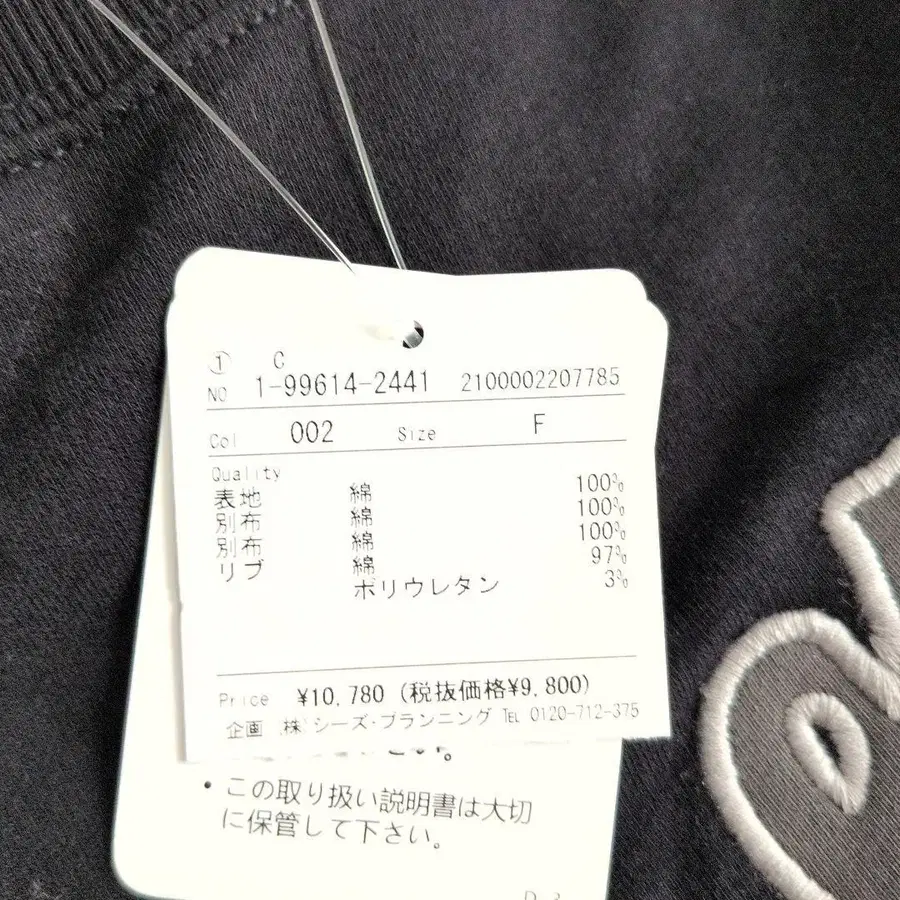 ① C
NO 1-99614-2441 2100002207785
Col 002 Size F
Quality
表地 綿 100%
別布 綿 100%
別布 綿 100%
リブ 綿 97%
ポリウレタン 3%
Price ¥10,780 (税抜価格¥9,800)
企画 (株)シーズ・プランニング TEL 0120-712-375
・この取り扱い説明書は大切
に保管して下さい。